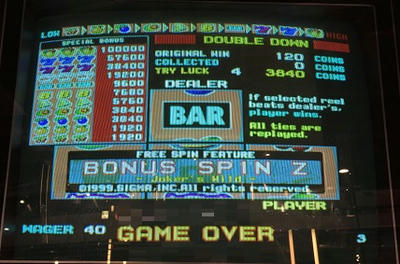 LOW HIGH
SPECIAL BONUS
DOUBLE DOWN
100000
57600
38400
19200
9600
7680
5760
3840
3840
1920
1920
ORIGINAL WIN 120 COINS
COLLECTED 0 COINS
TRY LUCK 4 3840 COINS
DEALER
BAR
If selected reel
beats dealer's,
player wins.
All ties are
replayed.
FREE SPIN FEATURE
BONUS SPIN Z
Joker's Wild
©1999,SIGMA,INC.All rights reserved
PLAYER
WAGER 40 GAME OVER 3